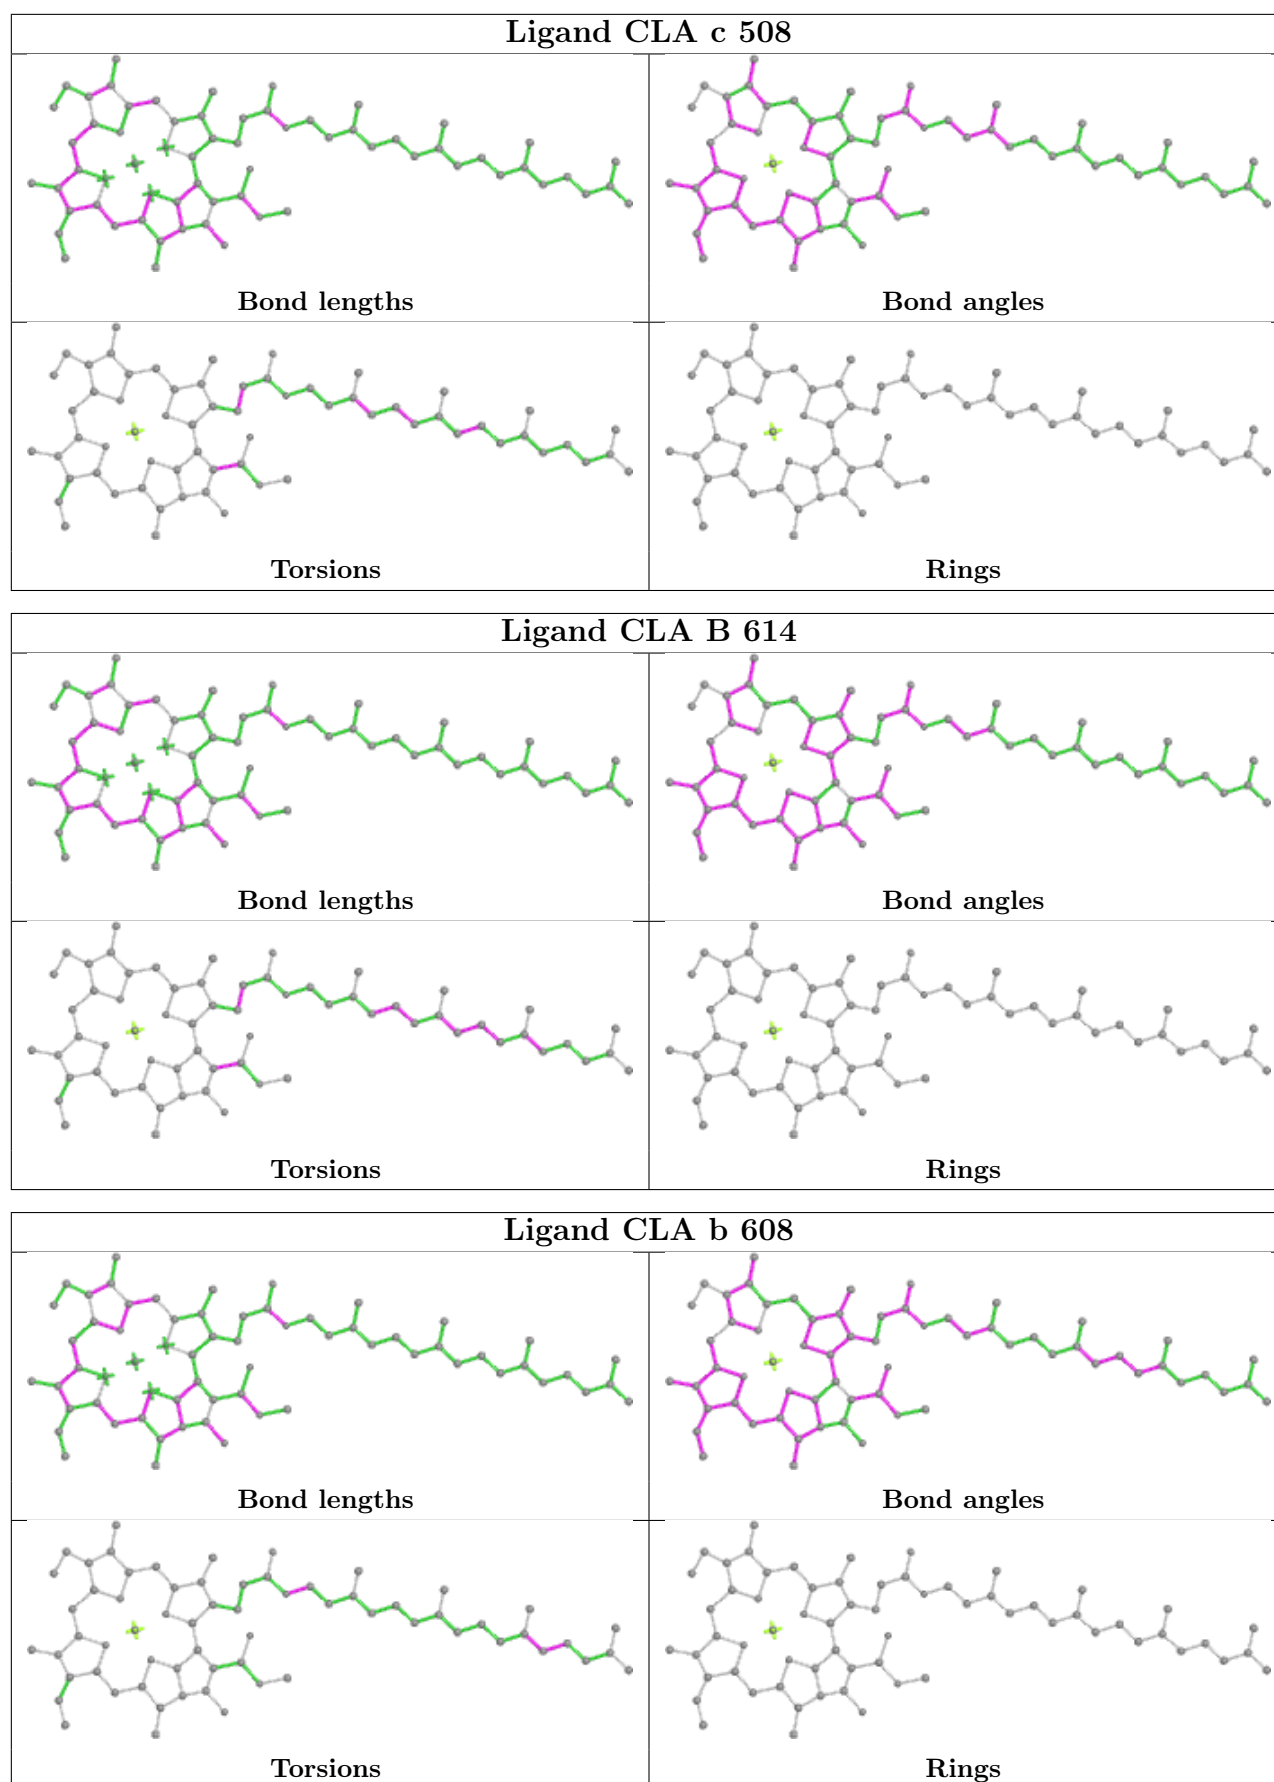 Ligand CLA c 508
Bond lengths
Bond angles
Torsions
Rings
Ligand CLA B 614
Bond lengths
Bond angles
Torsions
Rings
Ligand CLA b 608
Bond lengths
Bond angles
Torsions
Rings